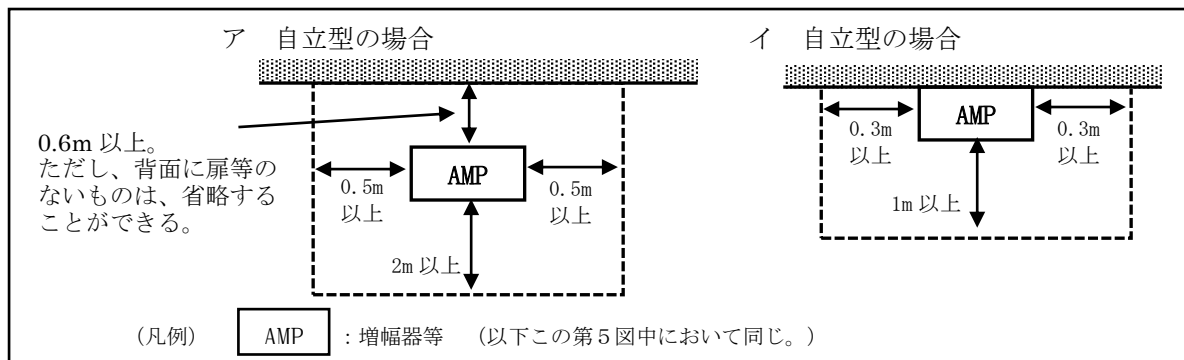 ア 自立型の場合
イ 自立型の場合
0.6m 以上。
ただし、背面に扉等の
ないものは、省略する
ことができる。
AMP
0.5m
以上
0.5m
以上
2m 以上
AMP
0.3m
以上
0.3m
以上
1m 以上
(凡例) AMP :増幅器等 (以下この第5図中において同じ。)